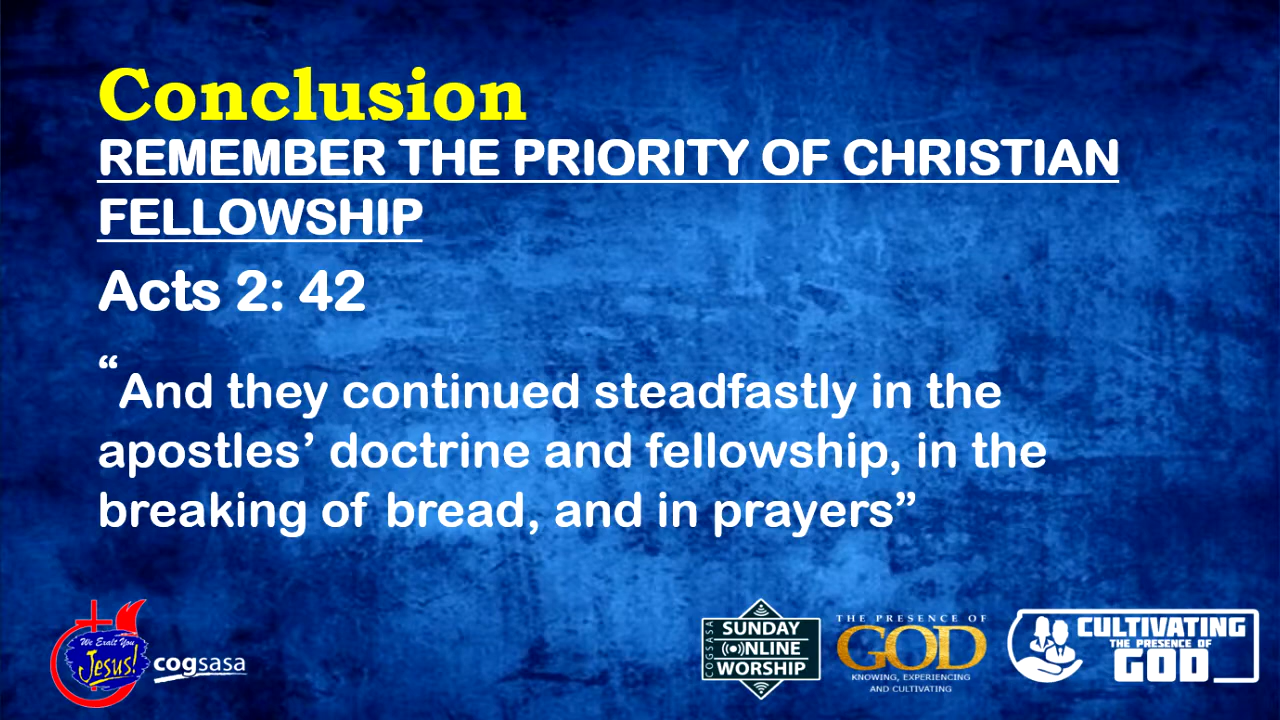 Conclusion
REMEMBER THE PRIORITY OF CHRISTIAN
FELLOWSHIP
Acts 2: 42
“And they continued steadfastly in the
apostles’ doctrine and fellowship, in the
breaking of bread, and in prayers”
We Exalt You
Jesus!
cogsasa
COGSASA
SUNDAY
ONLINE
WORSHIP
THE PRESENCE OF
GOD
KNOWING, EXPERIENCING
AND CULTIVATING
CULTIVATING
THE PRESENCE OF
GOD